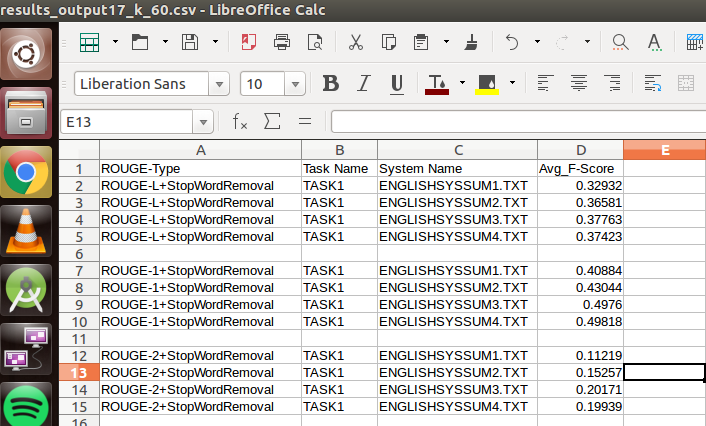 results_output17_k_60.csv - LibreOffice Calc
Liberation Sans 10 B I U T A
E13 fx Σ =
A B C D E
1 ROUGE-Type Task Name System Name Avg_F-Score
2 ROUGE-L+StopWordRemoval TASK1 ENGLISHSYSSUM1.TXT 0.32932
3 ROUGE-L+StopWordRemoval TASK1 ENGLISHSYSSUM2.TXT 0.36581
4 ROUGE-L+StopWordRemoval TASK1 ENGLISHSYSSUM3.TXT 0.37763
5 ROUGE-L+StopWordRemoval TASK1 ENGLISHSYSSUM4.TXT 0.37423
6
7 ROUGE-1+StopWordRemoval TASK1 ENGLISHSYSSUM1.TXT 0.40884
8 ROUGE-1+StopWordRemoval TASK1 ENGLISHSYSSUM2.TXT 0.43044
9 ROUGE-1+StopWordRemoval TASK1 ENGLISHSYSSUM3.TXT 0.4976
10 ROUGE-1+StopWordRemoval TASK1 ENGLISHSYSSUM4.TXT 0.49818
11
12 ROUGE-2+StopWordRemoval TASK1 ENGLISHSYSSUM1.TXT 0.11219
13 ROUGE-2+StopWordRemoval TASK1 ENGLISHSYSSUM2.TXT 0.15257
14 ROUGE-2+StopWordRemoval TASK1 ENGLISHSYSSUM3.TXT 0.20171
15 ROUGE-2+StopWordRemoval TASK1 ENGLISHSYSSUM4.TXT 0.19939
16